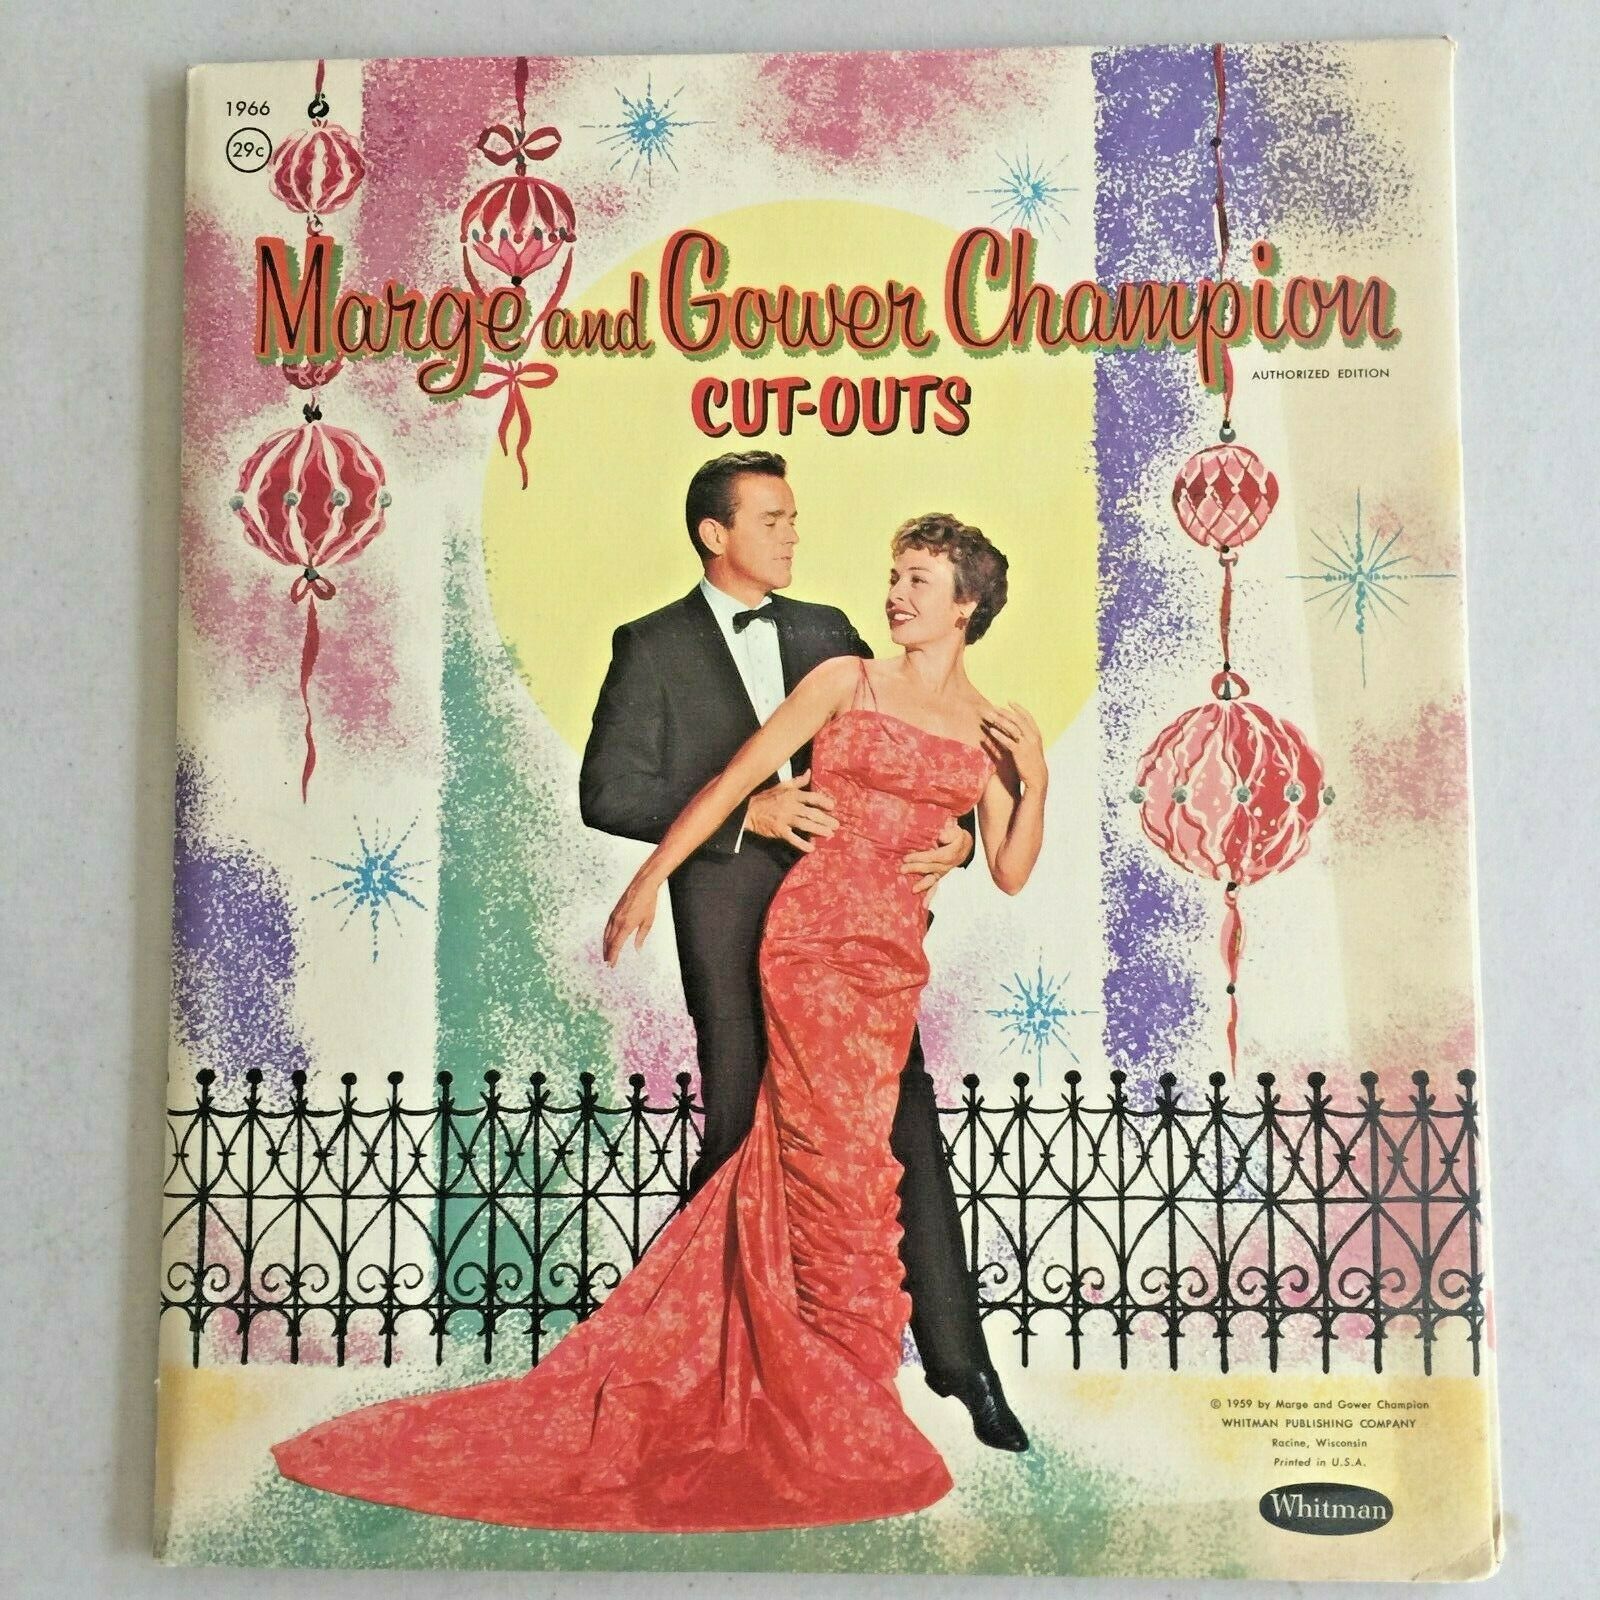 1966
29c
Marge and Gower Champion
CUT-OUTS
AUTHORIZED EDITION
© 1959 by Marge and Gower Champion
WHITMAN PUBLISHING COMPANY
Racine, Wisconsin
Printed in U.S.A.
Whitman